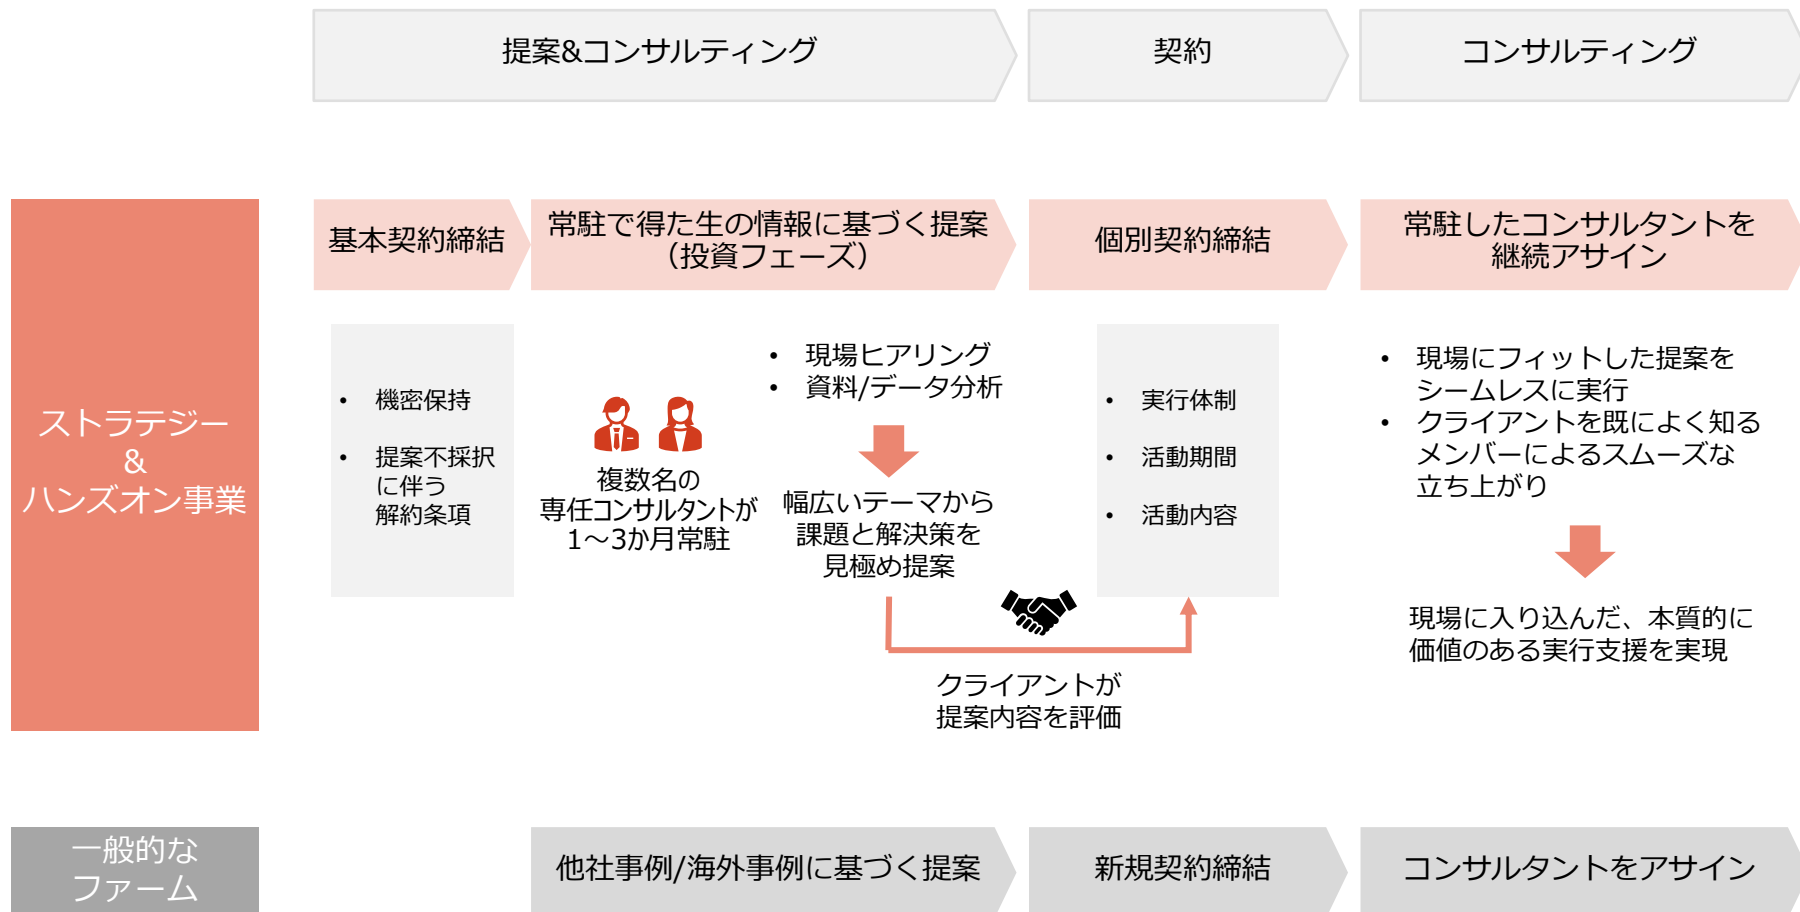 提案&コンサルティング
契約
コンサルティング
ストラテジー
&
ハンズオン事業
基本契約締結
常駐で得た生の情報に基づく提案
（投資フェーズ）
個別契約締結
常駐したコンサルタントを
継続アサイン
• 機密保持
• 提案不採択
に伴う
解約条項
複数名の
専任コンサルタントが
1～3か月常駐
• 現場ヒアリング
• 資料/データ分析
幅広いテーマから
課題と解決策を
見極め提案
クライアントが
提案内容を評価
• 実行体制
• 活動期間
• 活動内容
• 現場にフィットした提案を
シームレスに実行
• クライアントを既によく知る
メンバーによるスムーズな
立ち上がり
現場に入り込んだ、本質的に
価値のある実行支援を実現
一般的な
ファーム
他社事例/海外事例に基づく提案
新規契約締結
コンサルタントをアサイン